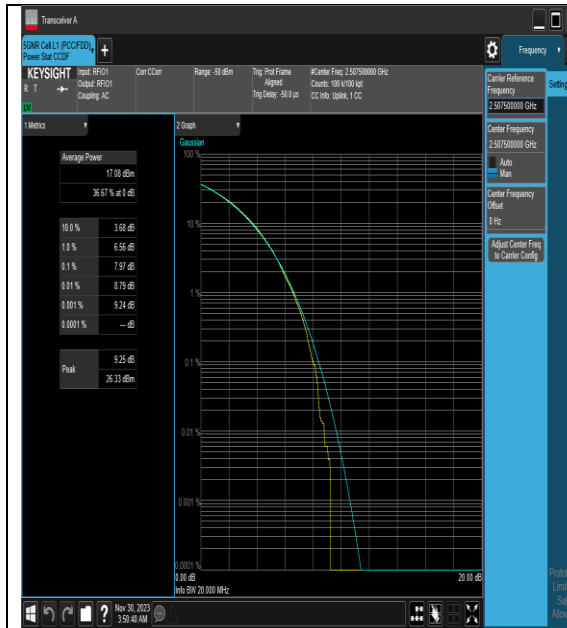 Transceiver A
5GNR Cell L1 (PCC/FDD)
Power Stat CCDF
+
Frequency
KEYSIGHT
R T
Input: RFIO1
Output: RFIO1
Coupling: AC
Corr CCorr
Range: -50 dBm
Trig: Prot Frame
Aligned
Trig Delay: -50.0 µs
#Center Freq: 2.507500000 GHz
Counts: 100 k/100 kpt
CC Info: Uplink, 1 CC
1 Metrics
Average Power
17.08 dBm
36.67 % at 0 dB
10.0 % 3.68 dB
1.0 % 6.56 dB
0.1 % 7.97 dB
0.01 % 8.79 dB
0.001 % 9.24 dB
0.0001 % --- dB
Peak
9.25 dB
26.33 dBm
2 Graph
Gaussian
100 %
10 %
1 %
0.1 %
0.01 %
0.001 %
0.0001 %
0.00 dB
20.00 dB
Info BW 20.000 MHz
Carrier Reference
Frequency
2.507500000 GHz
Center Frequency
2.507500000 GHz
Auto
Man
Center Frequency
Offset
0 Hz
Adjust Center Freq
to Carrier Config
Setting
Nov 30, 2023
3:50:40 AM
?